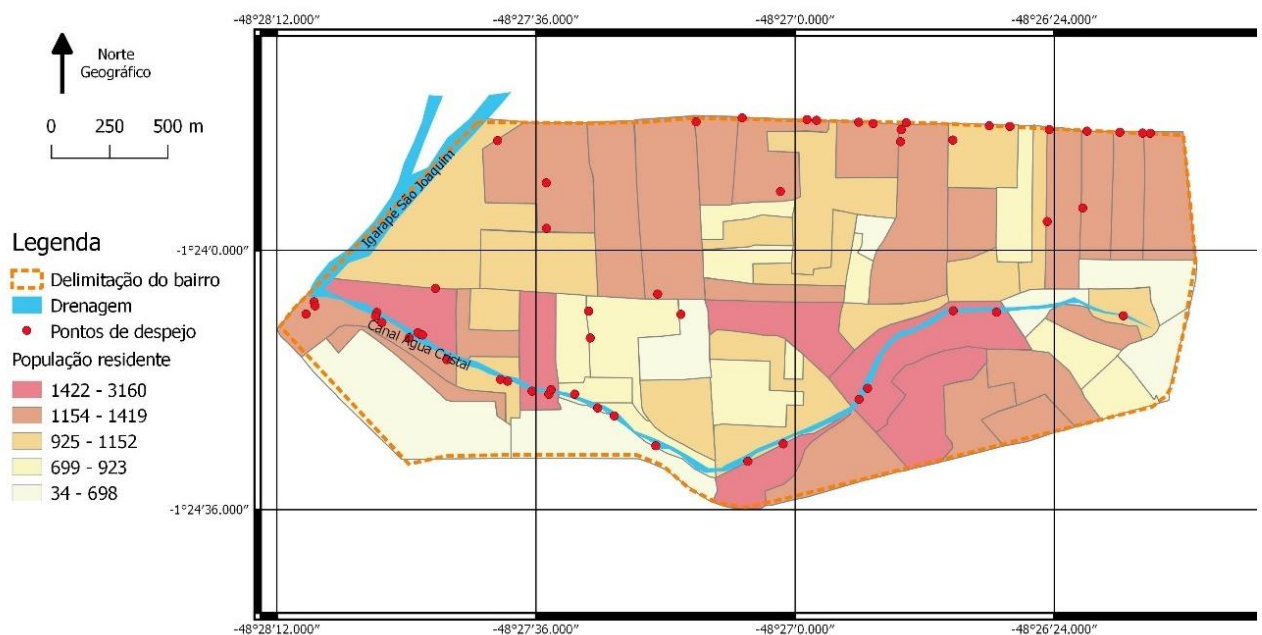 -48°28′12.000″ -48°27′36.000″ -48°27′0.000″ -48°26′24.000″
Norte
Geográfico
0 250 500 m
Igarapé São Joaquim
-1°24′0.000″
Legenda
Delimitação do bairro
Drenagem
Pontos de despejo
População residente
1422 - 3160
1154 - 1419
925 - 1152
699 - 923
34 - 698
Canal Água Cristal
-1°24′36.000″
-48°28′12.000″ -48°27′36.000″ -48°27′0.000″ -48°26′24.000″